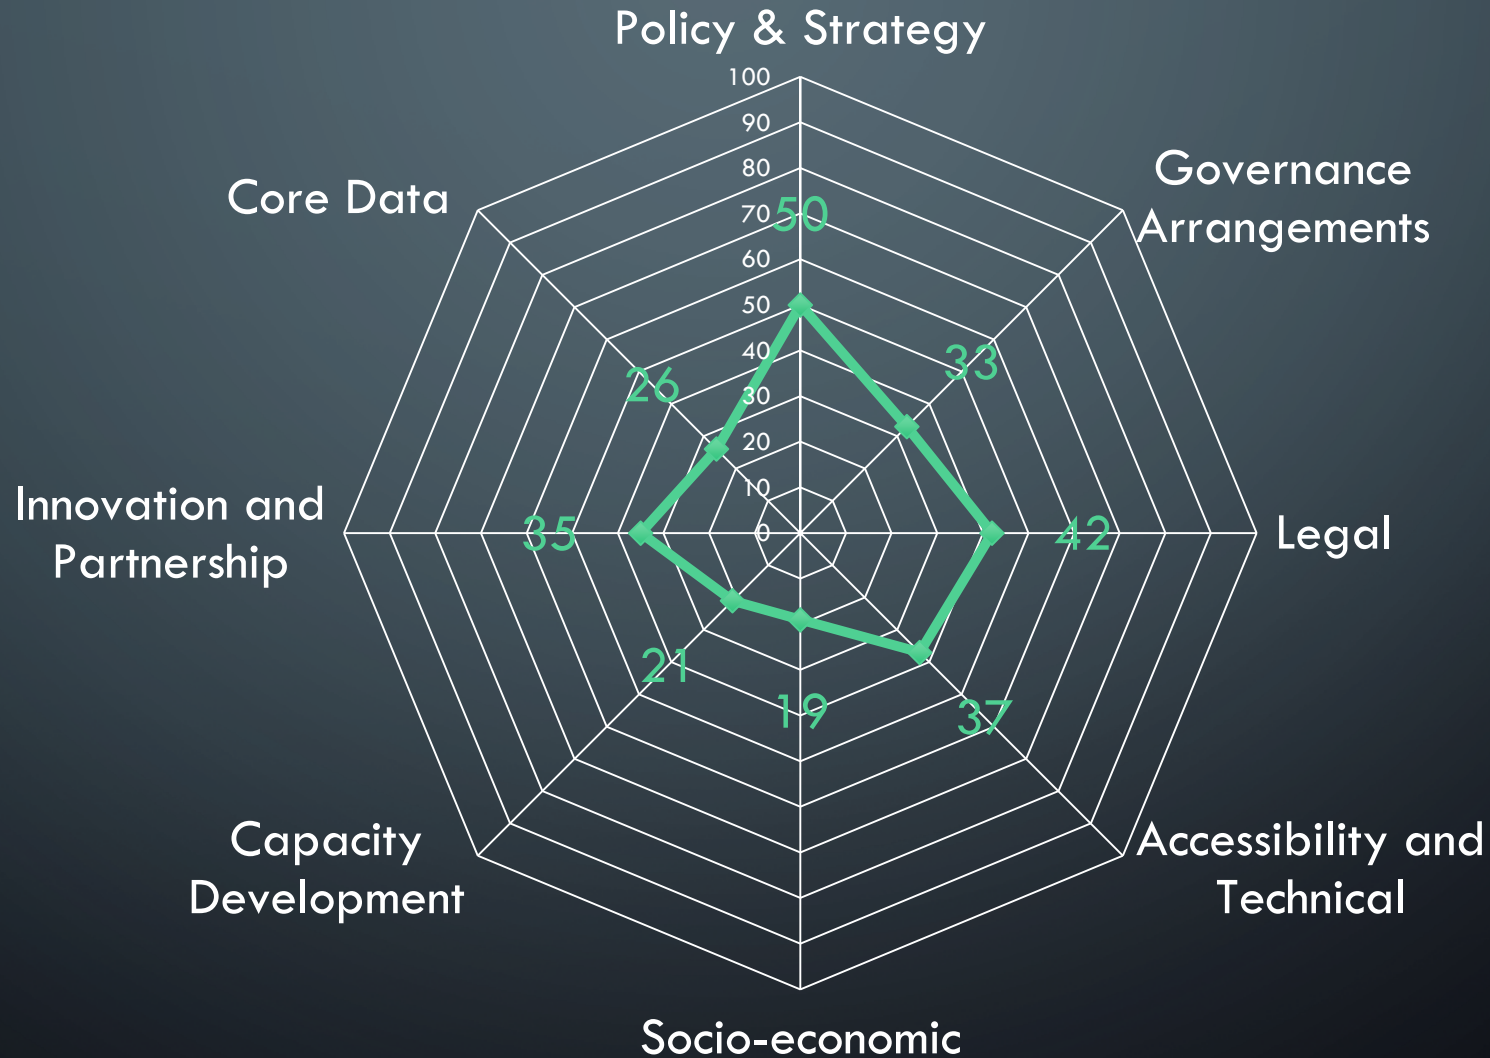 Policy & Strategy
100
90
80
70
60
50
40
30
20
10
0
50
Governance
Arrangements
33
Legal
42
Accessibility and
Technical
37
Socio-economic
19
Capacity
Development
21
Innovation and
Partnership
35
Core Data
26